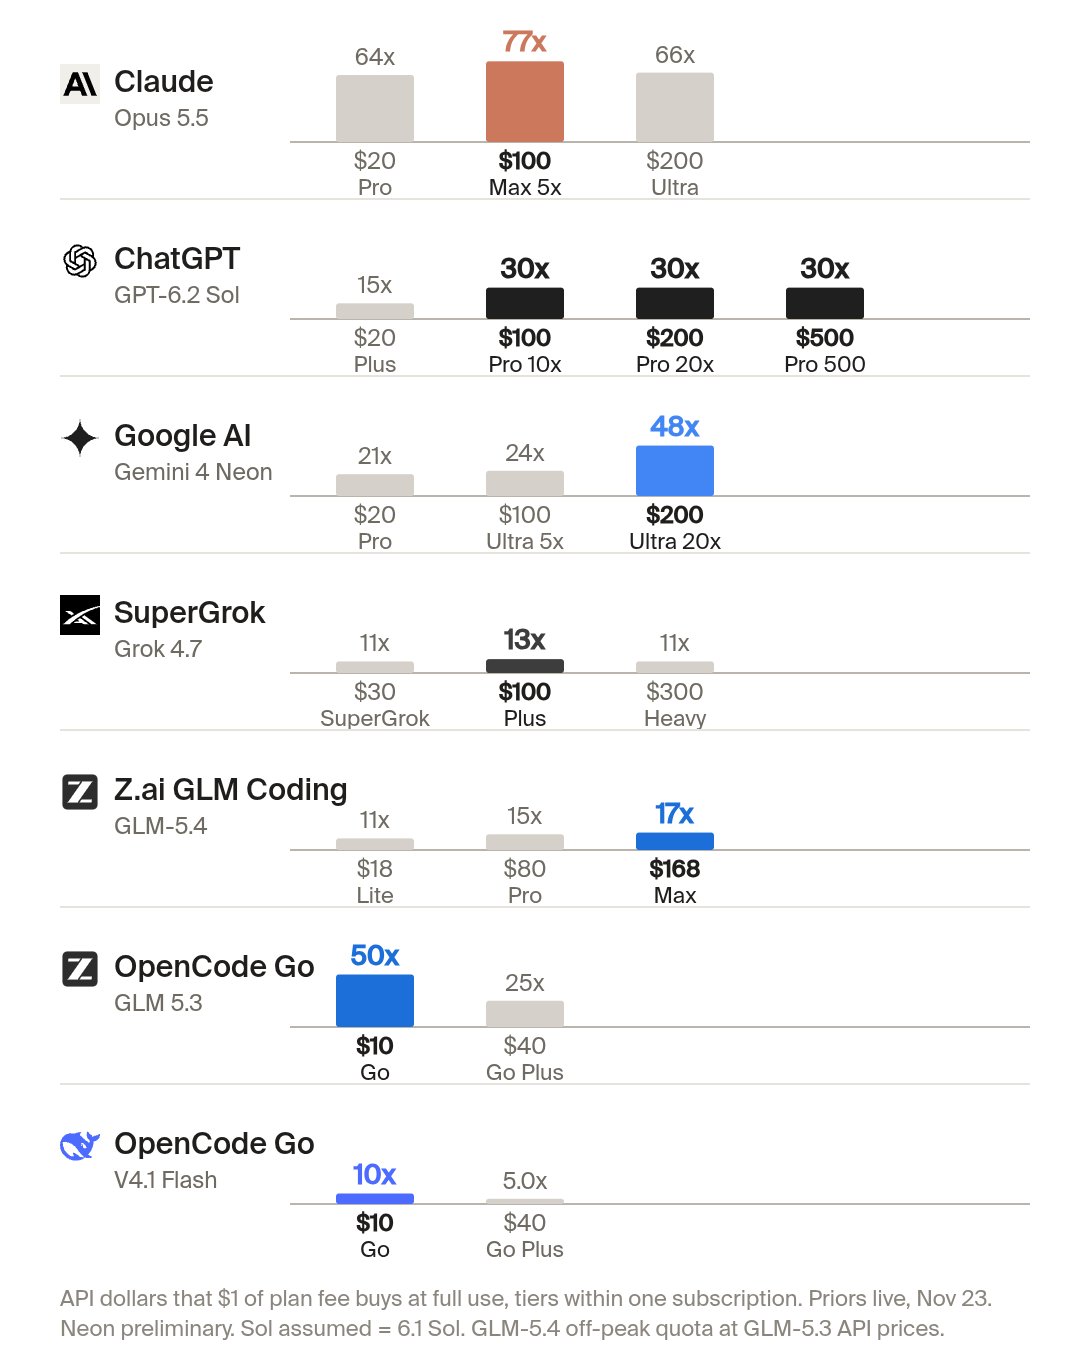 Claude
Opus 5.5
64x
77x
66x
$20
$100
$200
Pro
Max 5x
Ultra
ChatGPT
GPT-6.2 Sol
15x
30x
30x
30x
$20
$100
$200
$500
Plus
Pro 10x
Pro 20x
Pro 500
Google AI
Gemini 4 Neon
21x
24x
48x
$20
$100
$200
Pro
Ultra 5x
Ultra 20x
SuperGrok
Grok 4.7
11x
13x
11x
$30
$100
$300
SuperGrok
Plus
Heavy
Z.ai GLM Coding
GLM-5.4
11x
15x
17x
$18
$80
$168
Lite
Pro
Max
OpenCode Go
GLM 5.3
50x
25x
$10
$40
Go
Go Plus
OpenCode Go
V4.1 Flash
10x
5.0x
$10
$40
Go
Go Plus
API dollars that $1 of plan fee buys at full use, tiers within one subscription. Priors live, Nov 23.
Neon preliminary. Sol assumed = 6.1 Sol. GLM-5.4 off-peak quota at GLM-5.3 API prices.